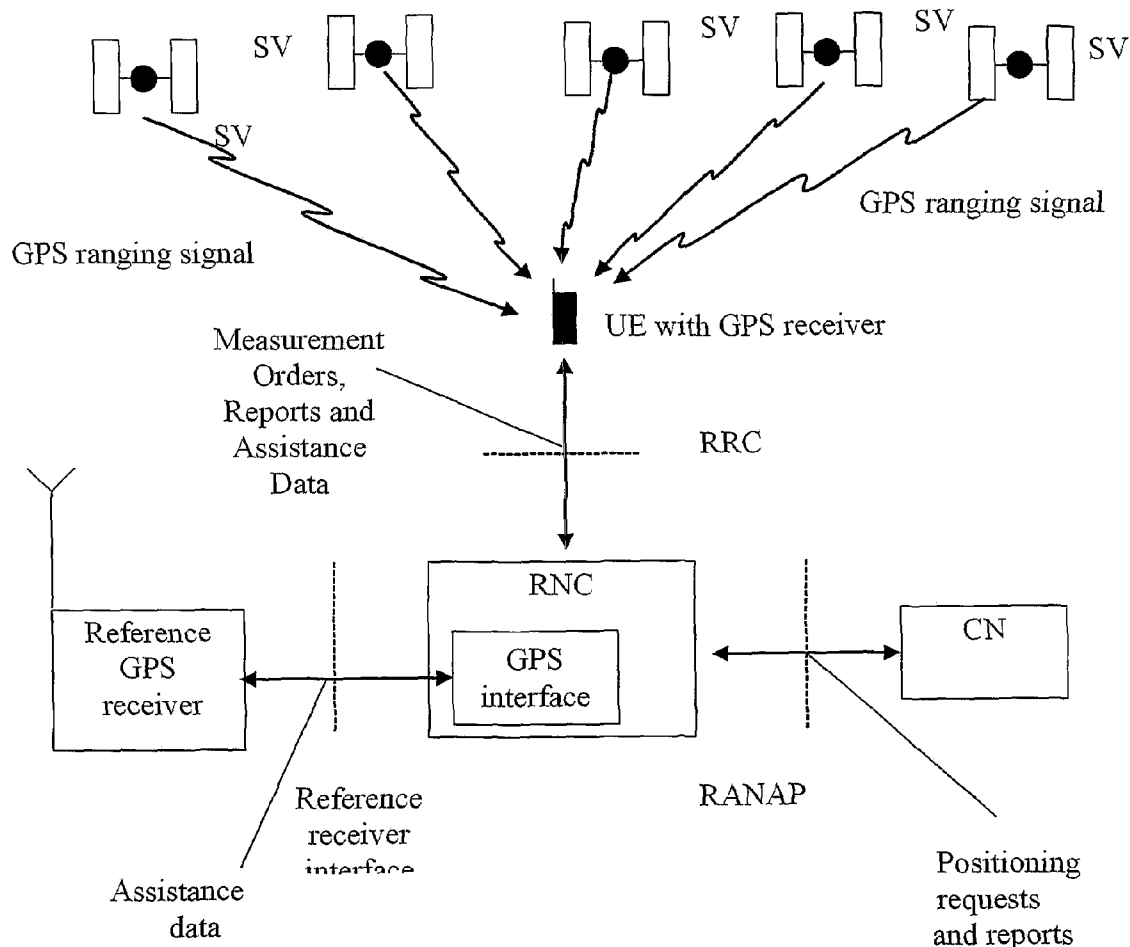 SV
SV
SV
SV
SV
GPS ranging signal
GPS ranging signal
UE with GPS receiver
Measurement
Orders,
Reports and
Assistance
Data
RRC
RNC
GPS
interface
Reference
GPS
receiver
CN
RANAP
Reference
receiver
interface
Assistance
data
Positioning
requests
and reports